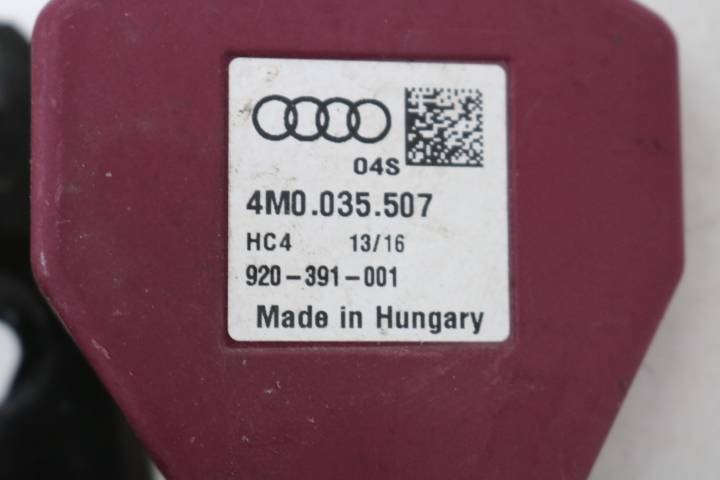 04S
4M0.035.507
HC4 13/16
920-391-001
Made in Hungary